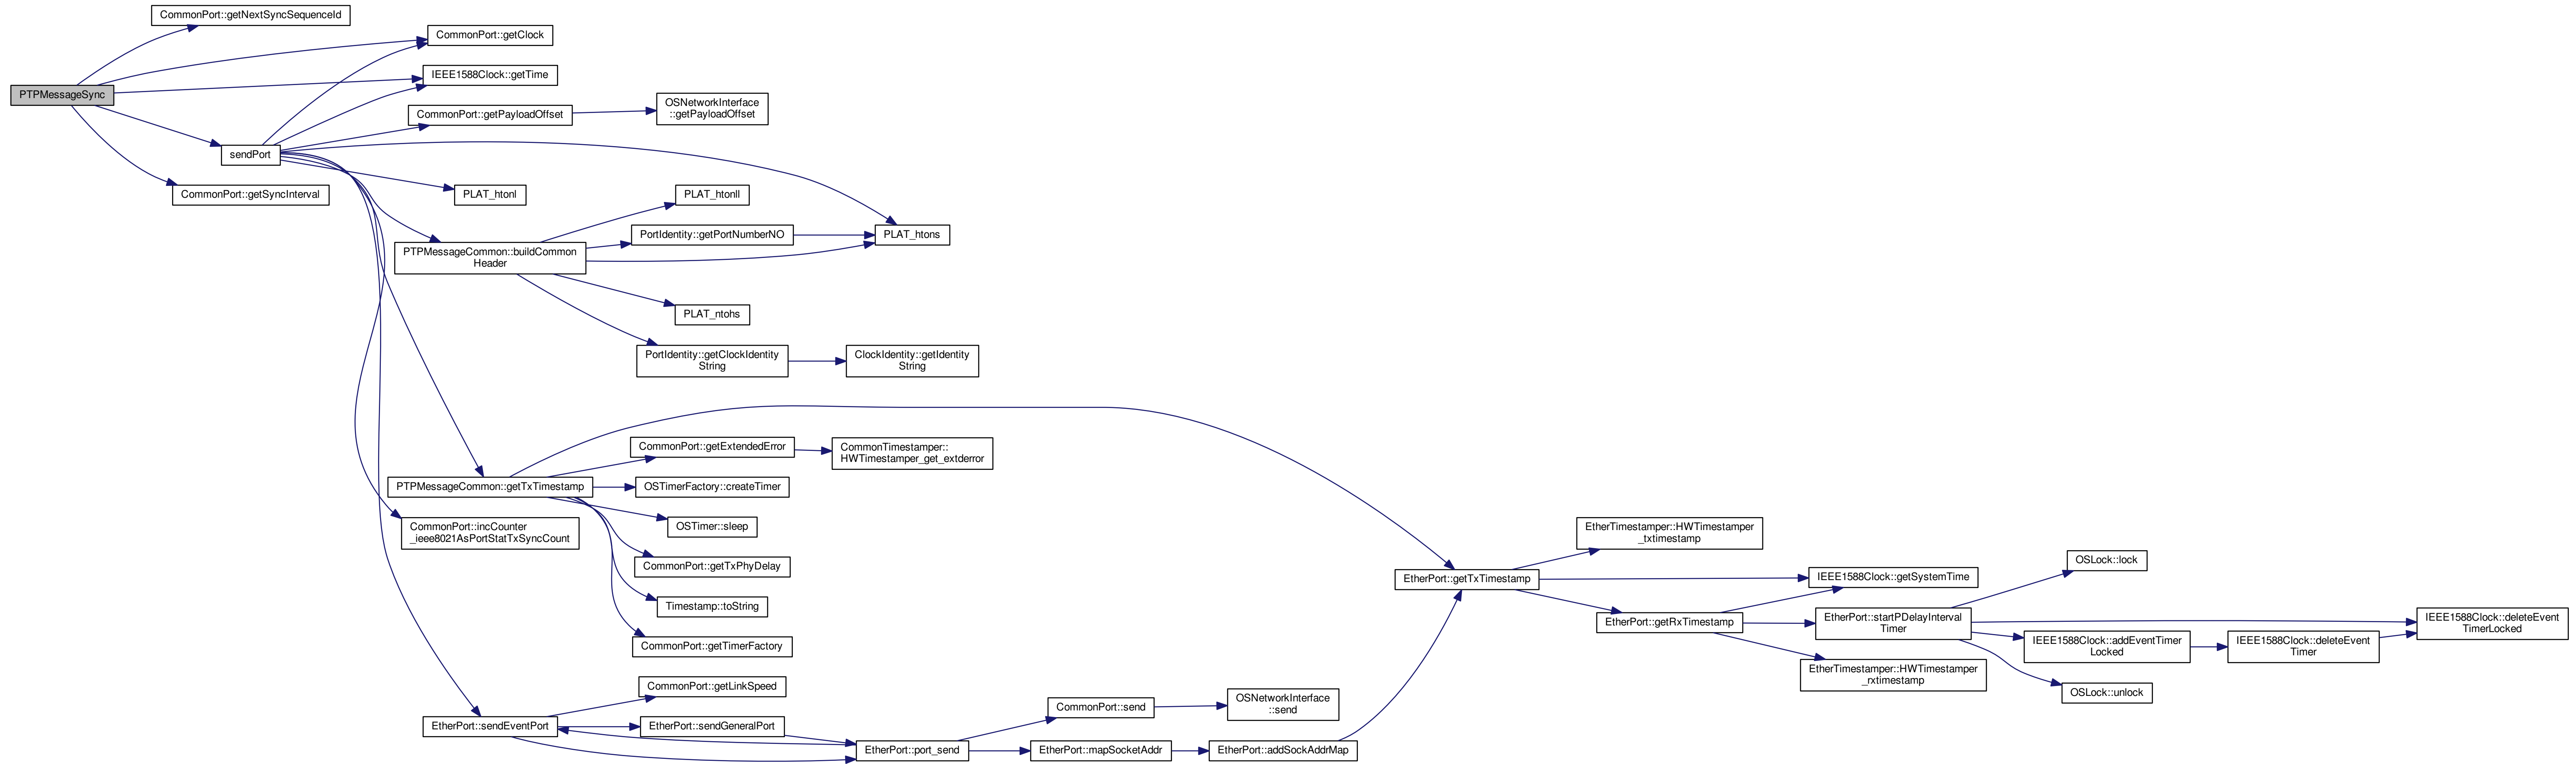 CommonPort::getNextSyncSequenceId
CommonPort::getClock
IEEE1588Clock::getTime
PTPMessageSync
OSNetworkInterface
::getPayloadOffset
CommonPort::getPayloadOffset
sendPort
CommonPort::getSyncInterval
PLAT_htonl
PLAT_htonll
PortIdentity::getPortNumberNO
PLAT_htons
PTPMessageCommon::buildCommon
Header
PLAT_ntohs
PortIdentity::getClockIdentity
String
ClockIdentity::getIdentity
String
CommonPort::getExtendedError
CommonTimestamper::
HWTimestamper_get_extderror
PTPMessageCommon::getTxTimestamp
OSTimerFactory::createTimer
OSTimer::sleep
CommonPort::incCounter
_ieee8021AsPortStatTxSyncCount
CommonPort::getTxPhyDelay
Timestamp::toString
CommonPort::getTimerFactory
EtherTimestamper::HWTimestamper
_txtimestamp
EtherPort::getTxTimestamp
IEEE1588Clock::getSystemTime
OSLock::lock
EtherPort::getRxTimestamp
EtherPort::startPDelayInterval
Timer
IEEE1588Clock::deleteEvent
TimerLocked
IEEE1588Clock::addEventTimer
Locked
IEEE1588Clock::deleteEvent
Timer
EtherTimestamper::HWTimestamper
_rxtimestamp
OSLock::unlock
CommonPort::getLinkSpeed
EtherPort::sendEventPort
EtherPort::sendGeneralPort
CommonPort::send
OSNetworkInterface
::send
EtherPort::port_send
EtherPort::mapSocketAddr
EtherPort::addSockAddrMap